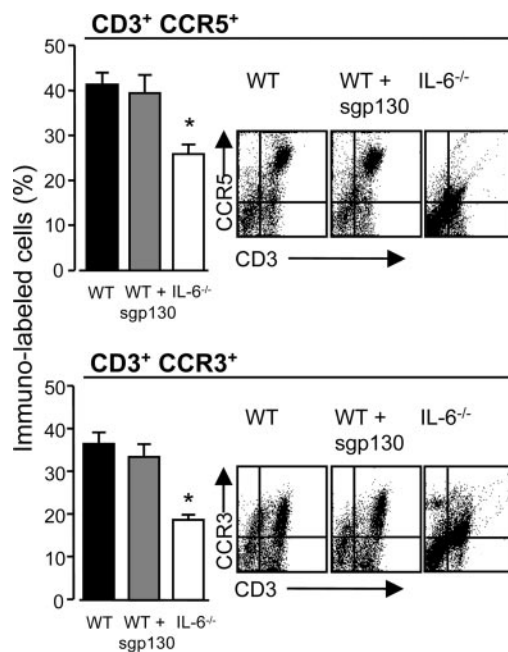 CD3⁺ CCR5⁺
Immuno-labeled cells (%)
50
40
30
20
10
0
*
WT WT + IL-6⁻/⁻
sgp130
WT WT + IL-6⁻/⁻
sgp130
CCR5
CD3
CD3⁺ CCR3⁺
50
40
30
20
10
0
*
WT WT + IL-6⁻/⁻
sgp130
WT WT + IL-6⁻/⁻
sgp130
CCR3
CD3